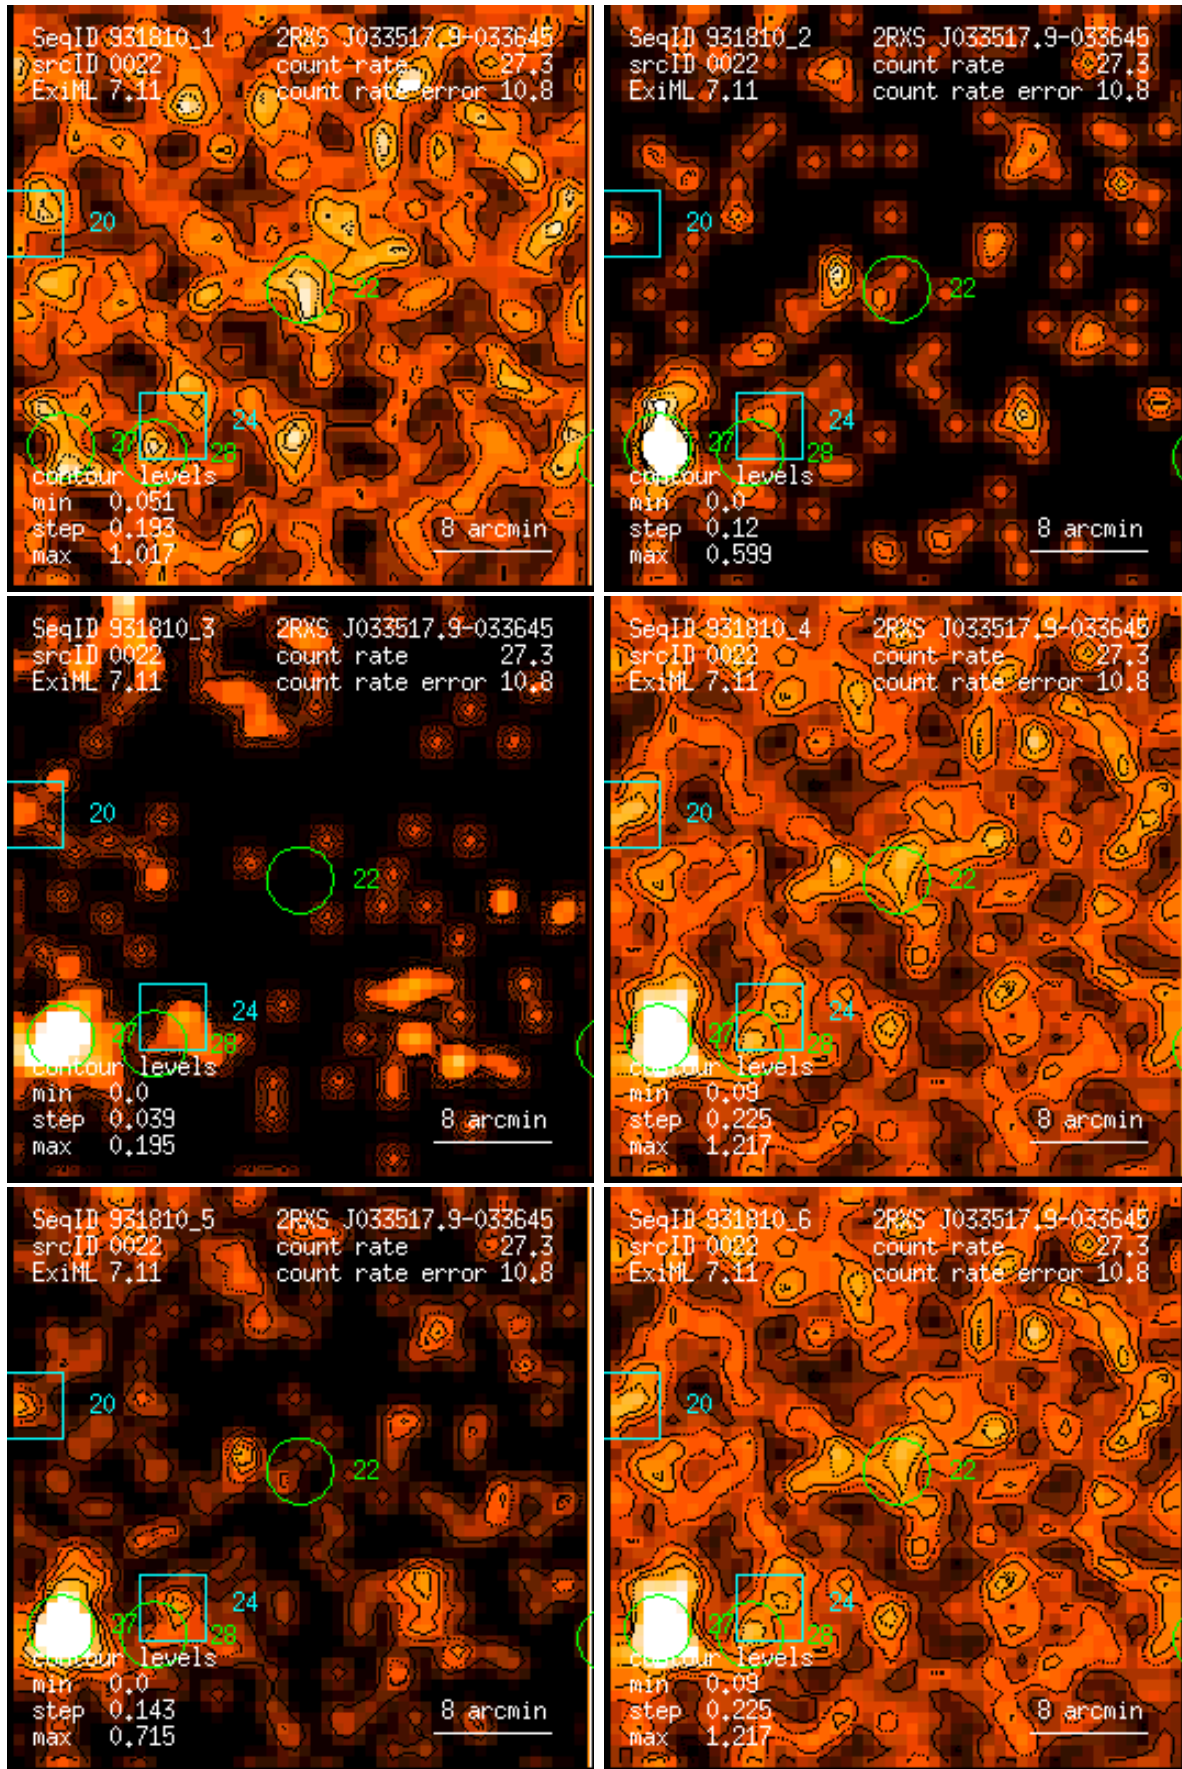 SeqID 931810_1 2RXS J033517.9-033645
srcID 0022 count rate 27.3
ExiML 7.11 count rate error 10.8
20
22
24
27 28
contour levels
min 0.051
step 0.193 8 arcmin
max 1.017
SeqID 931810_2 2RXS J033517.9-033645
srcID 0022 count rate 27.3
ExiML 7.11 count rate error 10.8
20
22
24
27 28
contour levels
min 0.0
step 0.12 8 arcmin
max 0.599
SeqID 931810_3 2RXS J033517.9-033645
srcID 0022 count rate 27.3
ExiML 7.11 count rate error 10.8
20
22
24
27 28
contour levels
min 0.0
step 0.039 8 arcmin
max 0.195
SeqID 931810_4 2RXS J033517.9-033645
srcID 0022 count rate 27.3
ExiML 7.11 count rate error 10.8
20
22
24
27 28
contour levels
min 0.09
step 0.225 8 arcmin
max 1.217
SeqID 931810_5 2RXS J033517.9-033645
srcID 0022 count rate 27.3
ExiML 7.11 count rate error 10.8
20
22
24
27 28
contour levels
min 0.0
step 0.143 8 arcmin
max 0.715
SeqID 931810_6 2RXS J033517.9-033645
srcID 0022 count rate 27.3
ExiML 7.11 count rate error 10.8
20
22
24
27 28
contour levels
min 0.09
step 0.225 8 arcmin
max 1.217